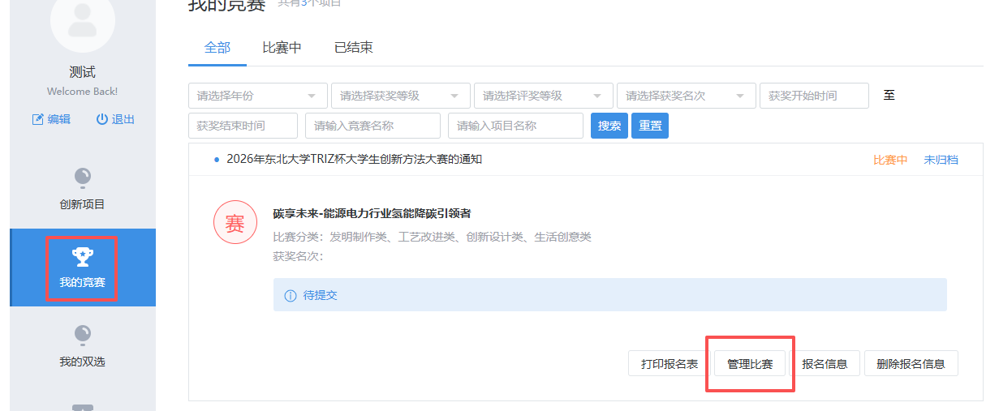 我的竞赛 共有3个项目
测试
Welcome Back!
编辑 退出
创新项目
我的竞赛
我的双选
全部 比赛中 已结束
请选择年份 请选择获奖等级 请选择评奖等级 请选择获奖名次 获奖开始时间 至
获奖结束时间 请输入竞赛名称 请输入项目名称 搜索 重置
2026年东北大学TRIZ杯大学生创新方法大赛的通知 比赛中 未归档
赛
碳享未来-能源电力行业氢能降碳引领者
比赛分类：发明制作类、工艺改进类、创新设计类、生活创意类
获奖名次：
待提交
打印报名表 管理比赛 报名信息 删除报名信息